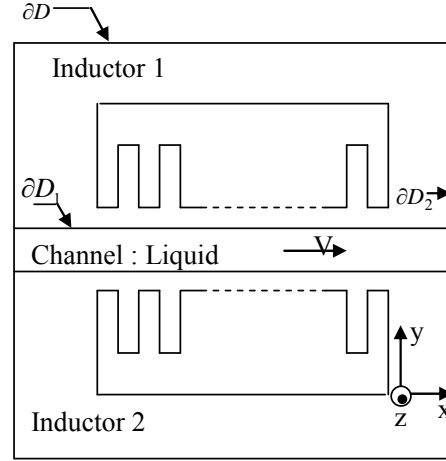 ∂D
Inductor 1
∂D₁
∂D₂
Channel : Liquid
V
y
Inductor 2
z
x